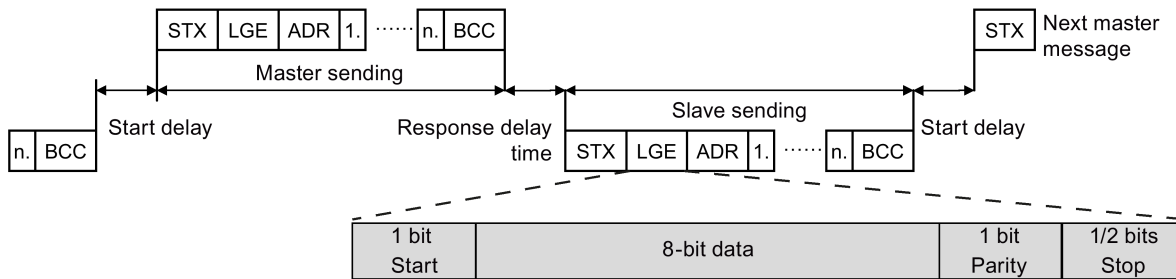 STX LGE ADR 1. ...... n. BCC
STX Next master
message
Master sending
Slave sending
Start delay
Response delay
time
Start delay
n. BCC
STX LGE ADR 1. ...... n. BCC
1 bit
Start
8-bit data
1 bit
Parity
1/2 bits
Stop